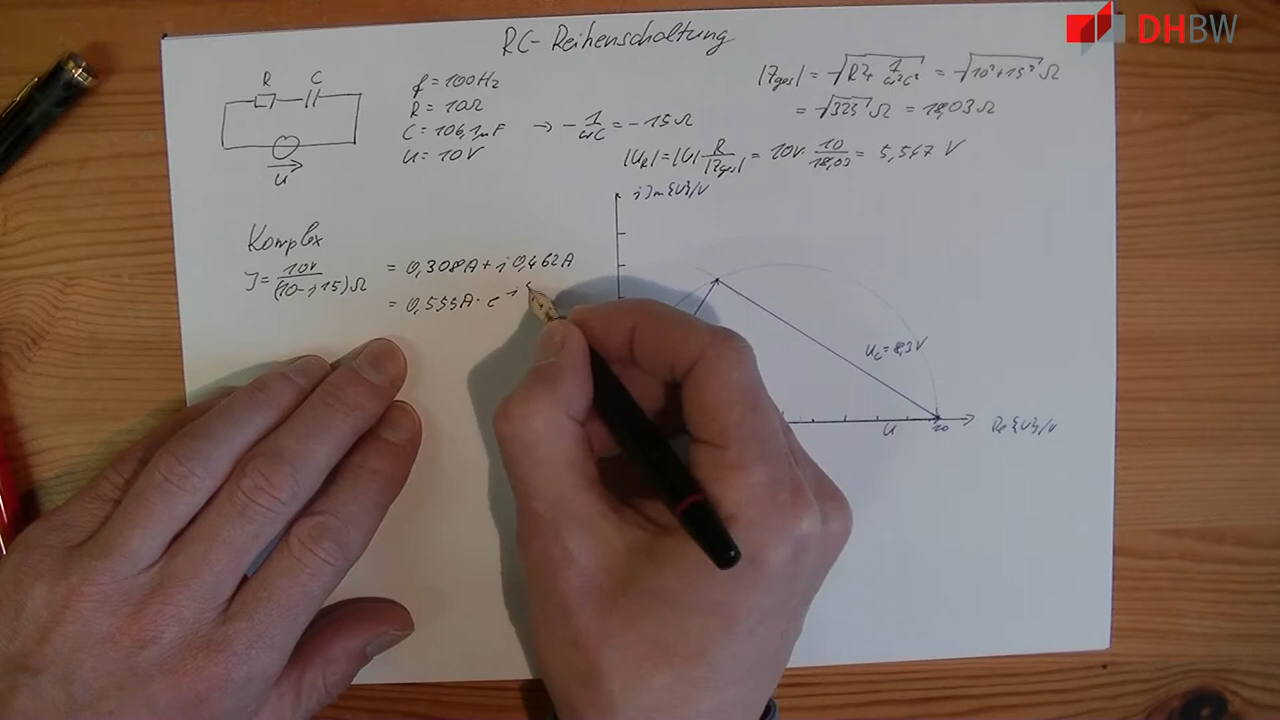 DHBW
RC-Reihenschaltung
R C
U
f = 100Hz
R = 10Ω
C = 106,1µF → - 1/ωC = -15Ω
U = 10V
|Zges| = √(R² + 1/ω²C²) = √(10² + 15²) Ω
= √325 Ω = 18,03Ω
|UR| = |U| R/|Zges| = 10V · 10/18,03 = 5,547 V
Komplex
I = 10V/(10-j15)Ω = 0,308A + j0,462A
= 0,555A · e^j
j Im{U}/V
UC = 8,3V
U 10 Re{U}/V